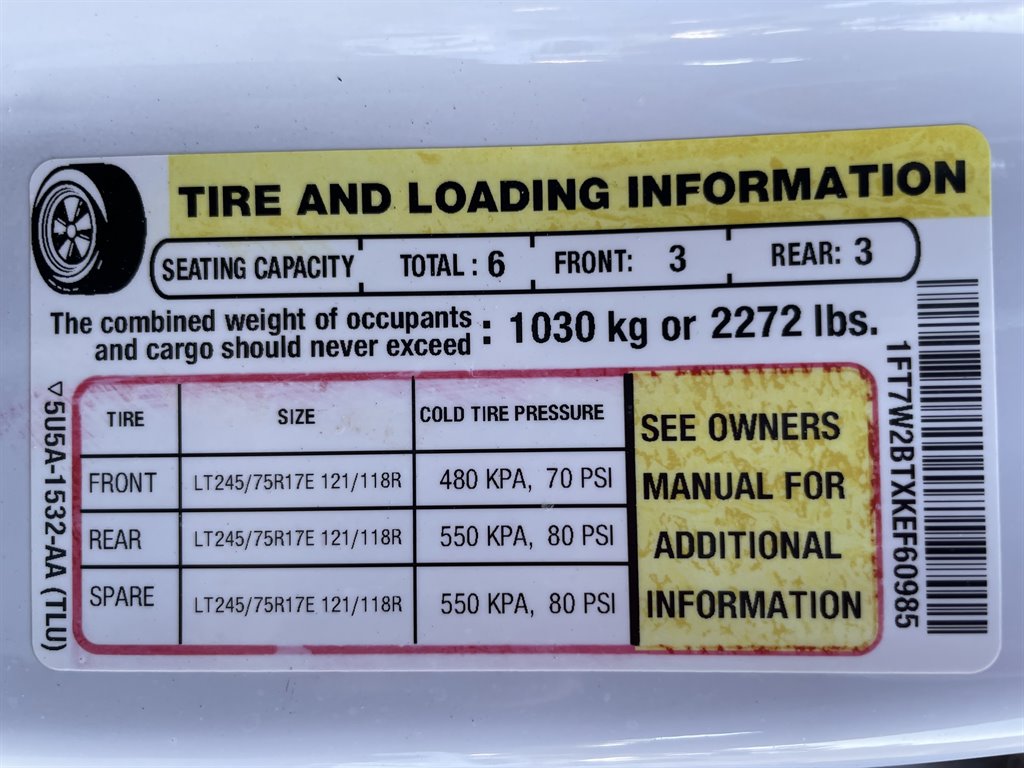 TIRE AND LOADING INFORMATION
SEATING CAPACITY TOTAL : 6 FRONT: 3 REAR: 3
The combined weight of occupants
and cargo should never exceed : 1030 kg or 2272 lbs.
TIRE SIZE COLD TIRE PRESSURE
FRONT LT245/75R17E 121/118R 480 KPA, 70 PSI
REAR LT245/75R17E 121/118R 550 KPA, 80 PSI
SPARE LT245/75R17E 121/118R 550 KPA, 80 PSI
SEE OWNERS
MANUAL FOR
ADDITIONAL
INFORMATION
▽5U5A-1532-AA (TLU)
1FT7W2BTXKEF60985